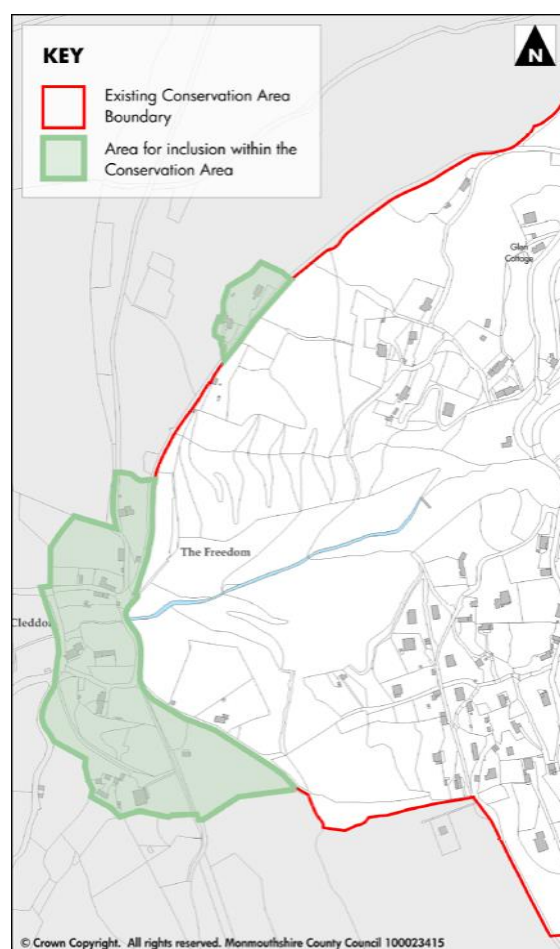 KEY
N
Existing Conservation Area
Boundary
Area for inclusion within the
Conservation Area
Glen
Cottage
The Freedom
Cleddon
© Crown Copyright. All rights reserved. Monmouthshire County Council 100023415